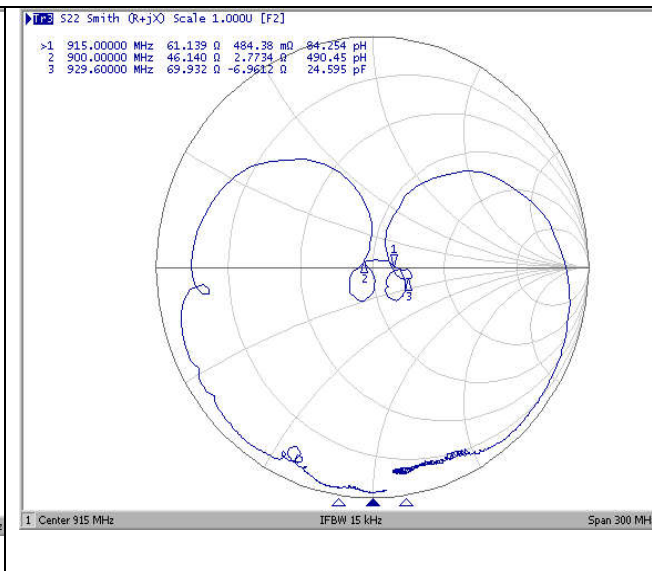 Tr3 S22 Smith (R+jX) Scale 1.000U [F2]
>1 915.00000 MHz 61.139 Ω 484.38 mΩ 84.254 pH
2 900.00000 MHz 46.140 Ω 2.7734 Ω 490.45 pH
3 929.60000 MHz 69.932 Ω -6.9612 Ω 24.595 pF
1
2
3
1 Center 915 MHz IFBW 15 kHz Span 300 MH